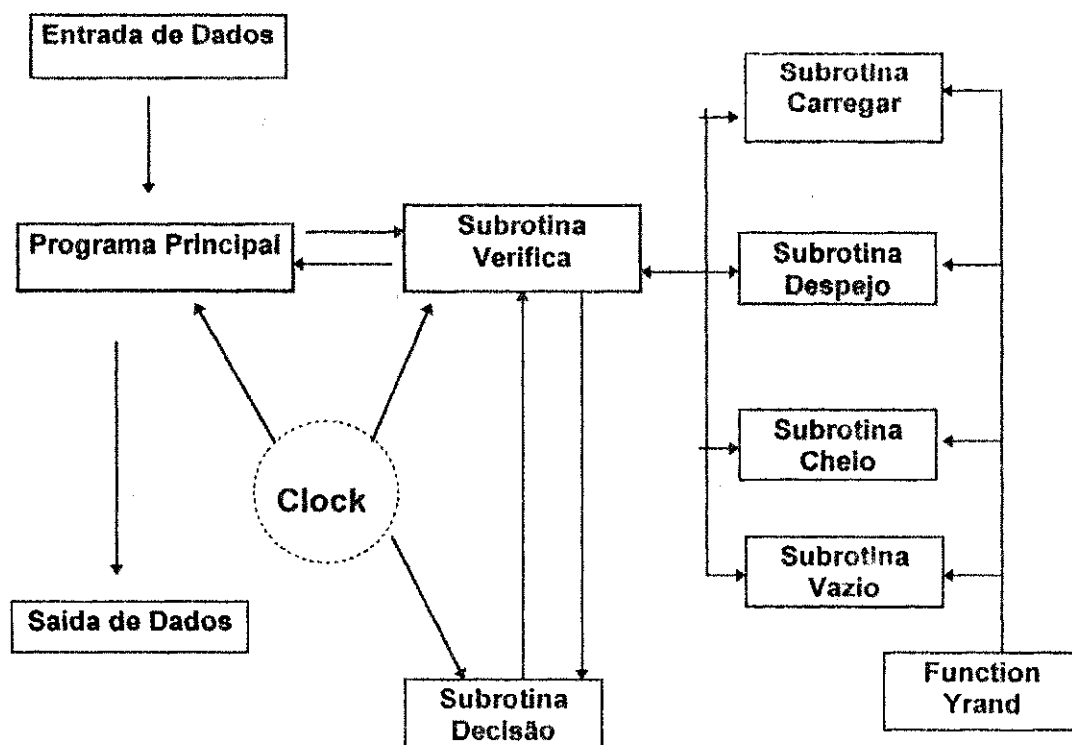 Entrada de Dados
Subrotina
Carregar
Programa Principal
Subrotina
Verifica
Subrotina
Despejo
Subrotina
Cheio
Clock
Subrotina
Vazio
Saida de Dados
Subrotina
Decisão
Function
Yrand